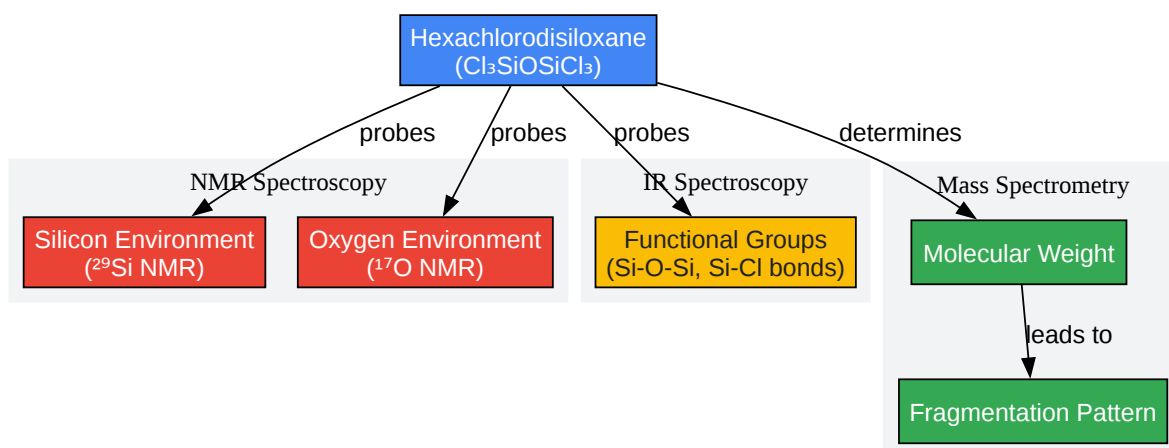 Hexachlorodisiloxane
(Cl₃SiOSiCl₃)
probes
probes
probes
determines
NMR Spectroscopy
IR Spectroscopy
Mass Spectrometry
Silicon Environment
(²⁹Si NMR)
Oxygen Environment
(¹⁷O NMR)
Functional Groups
(Si-O-Si, Si-Cl bonds)
Molecular Weight
leads to
Fragmentation Pattern